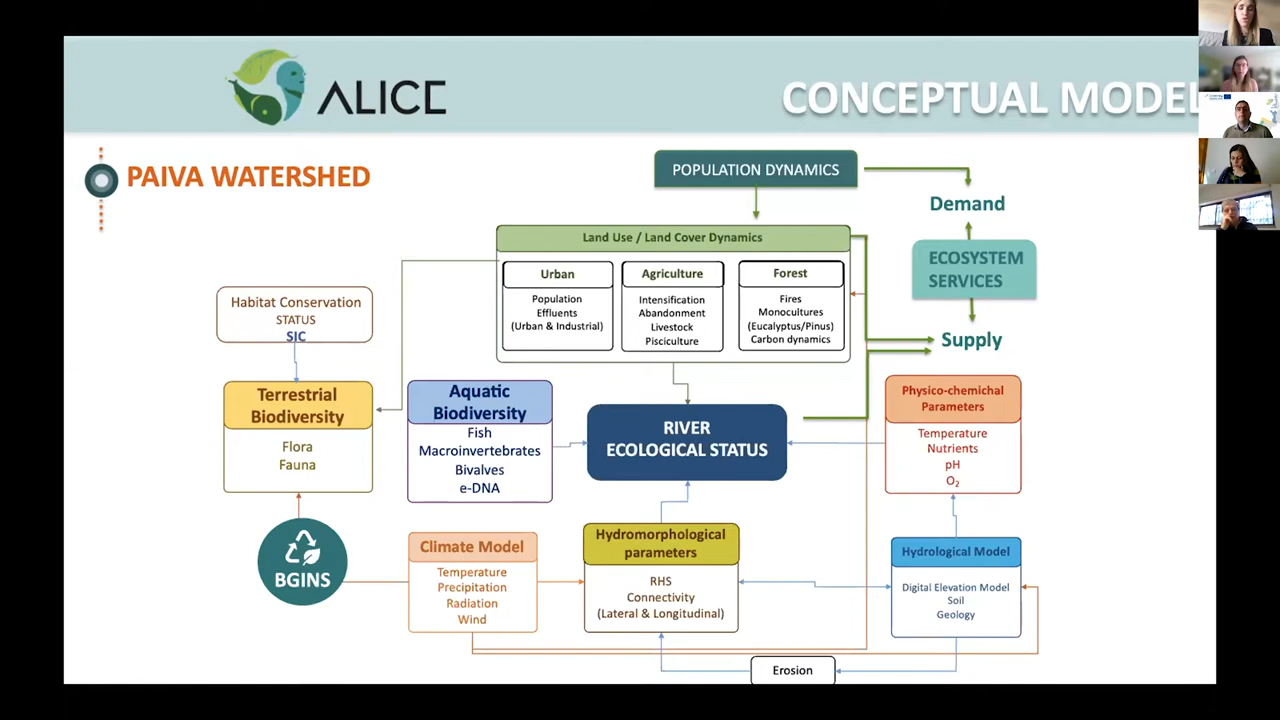 ALICE
CONCEPTUAL MODEL
PAIVA WATERSHED
POPULATION DYNAMICS
Demand
ECOSYSTEM
SERVICES
Supply
Land Use / Land Cover Dynamics
Urban
Population
Effluents
(Urban & Industrial)
Agriculture
Intensification
Abandonment
Livestock
Pisciculture
Forest
Fires
Monocultures
(Eucalyptus/Pinus)
Carbon dynamics
Habitat Conservation
STATUS
SIC
Terrestrial
Biodiversity
Flora
Fauna
Aquatic
Biodiversity
Fish
Macroinvertebrates
Bivalves
e-DNA
RIVER
ECOLOGICAL STATUS
Physico-chemichal
Parameters
Temperature
Nutrients
pH
O₂
BGINS
Climate Model
Temperature
Precipitation
Radiation
Wind
Hydromorphological
parameters
RHS
Connectivity
(Lateral & Longitudinal)
Hydrological Model
Digital Elevation Model
Soil
Geology
Erosion